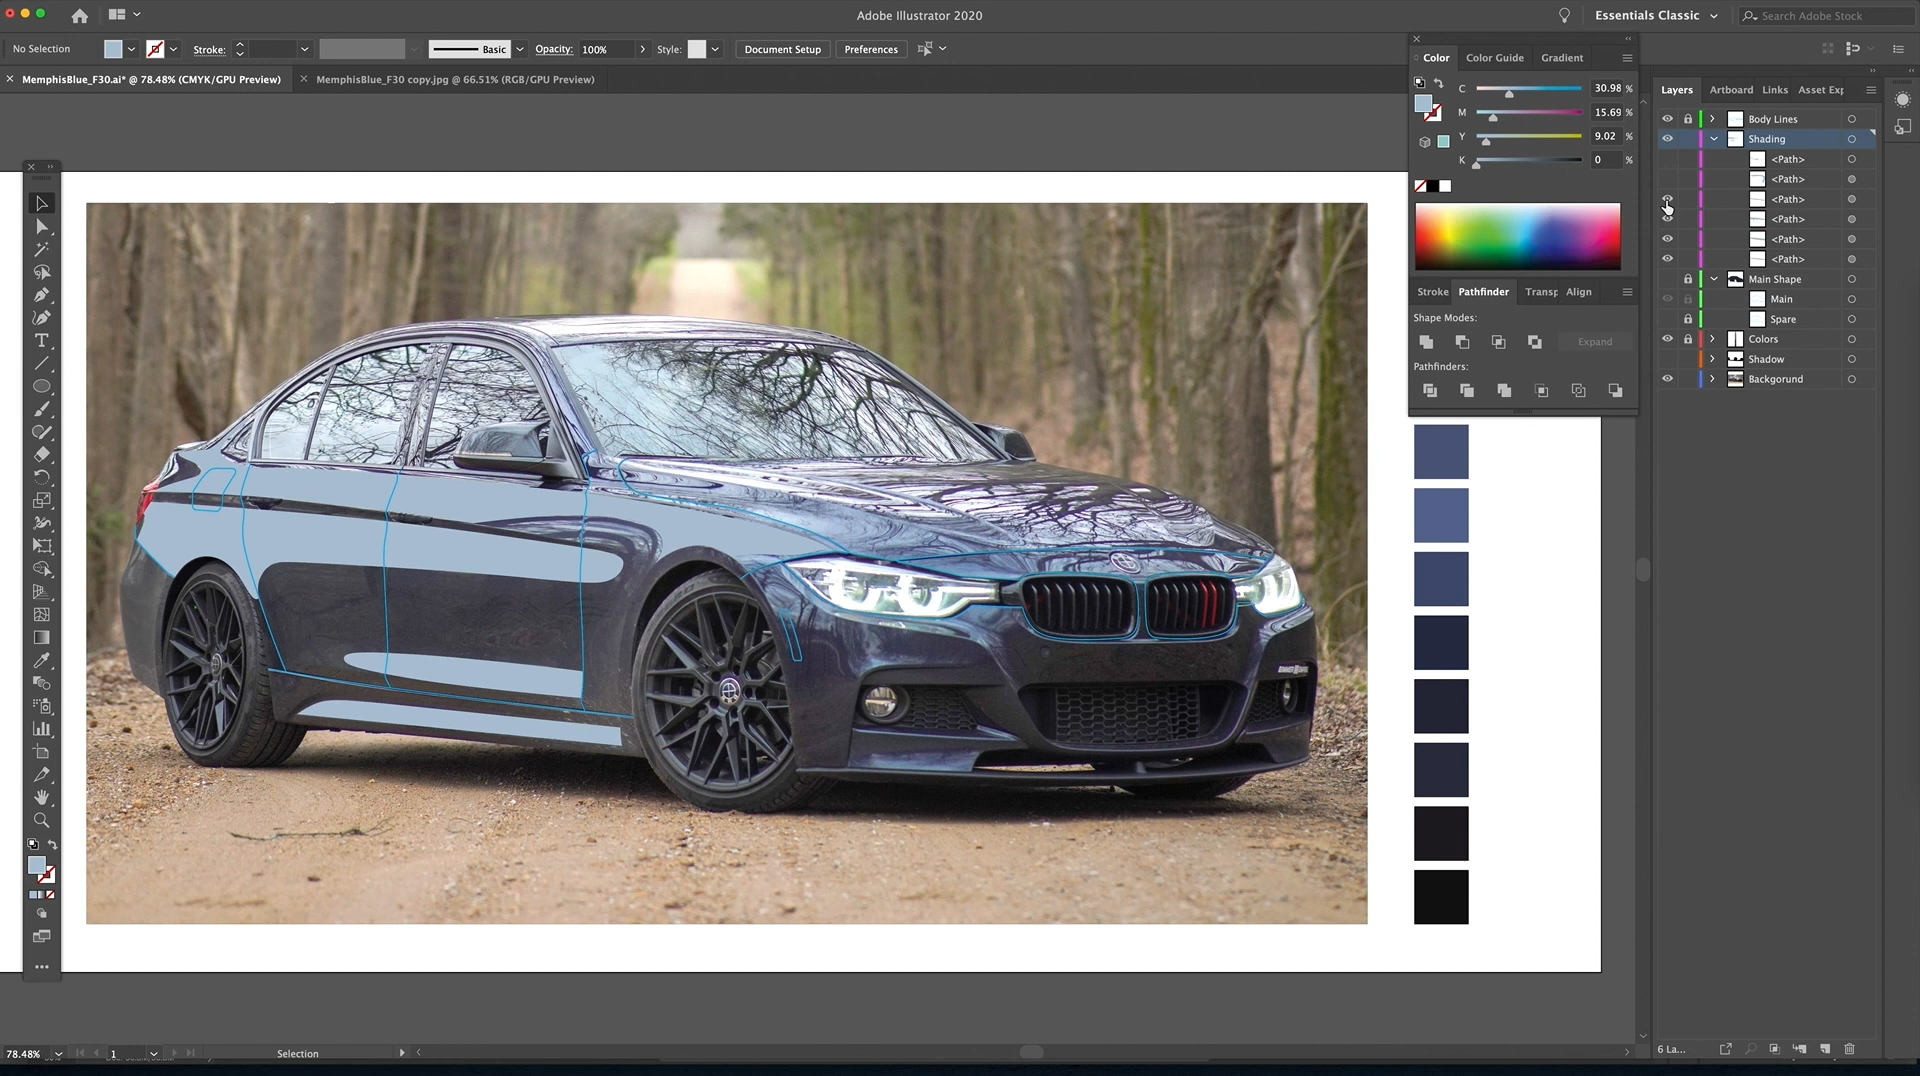 Adobe Illustrator 2020
Essentials Classic
Search Adobe Stock
No Selection
Stroke:
Basic
Opacity: 100%
Style:
Document Setup
Preferences
MemphisBlue_F30.ai* @ 78.48% (CMYK/GPU Preview)
MemphisBlue_F30 copy.jpg @ 66.51% (RGB/GPU Preview)
Color
Color Guide
Gradient
C 30.98 %
M 15.69 %
Y 9.02 %
K 0 %
Stroke
Pathfinder
Transp
Align
Shape Modes:
Expand
Pathfinders:
Layers
Artboard
Links
Asset Exp
Body Lines
Shading
<Path>
<Path>
<Path>
<Path>
<Path>
<Path>
Main Shape
Main
Spare
Colors
Shadow
Backgorund
78.48%
1
Selection
6 La...